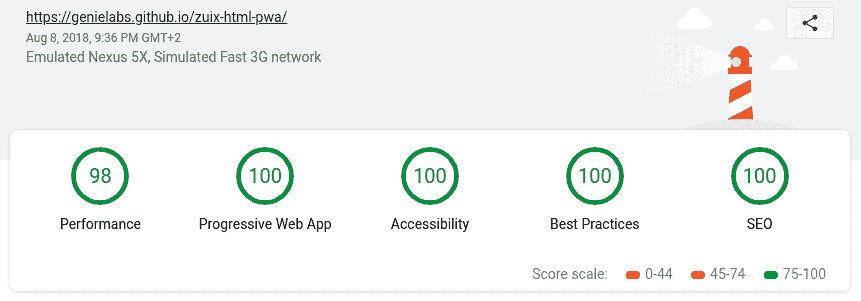 https://genielabs.github.io/zuix-html-pwa/
Aug 8, 2018, 9:36 PM GMT+2
Emulated Nexus 5X, Simulated Fast 3G network
98 100 100 100 100
Performance Progressive Web App Accessibility Best Practices SEO
Score scale: 0-44 45-74 75-100